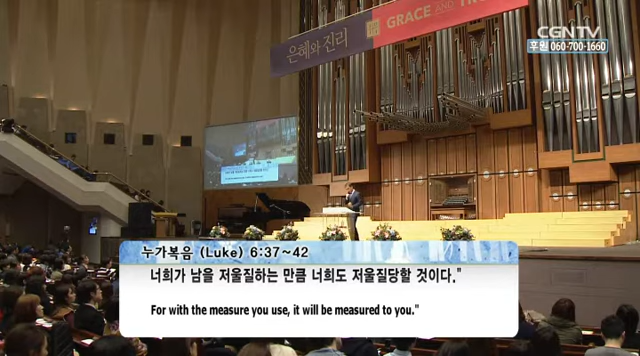 CGNTV
후원 060-700-1660
은혜와 진리
GRACE AND
누가복음 (Luke) 6:37~42
너희가 남을 저울질하는 만큼 너희도 저울질당할 것이다."
For with the measure you use, it will be measured to you."